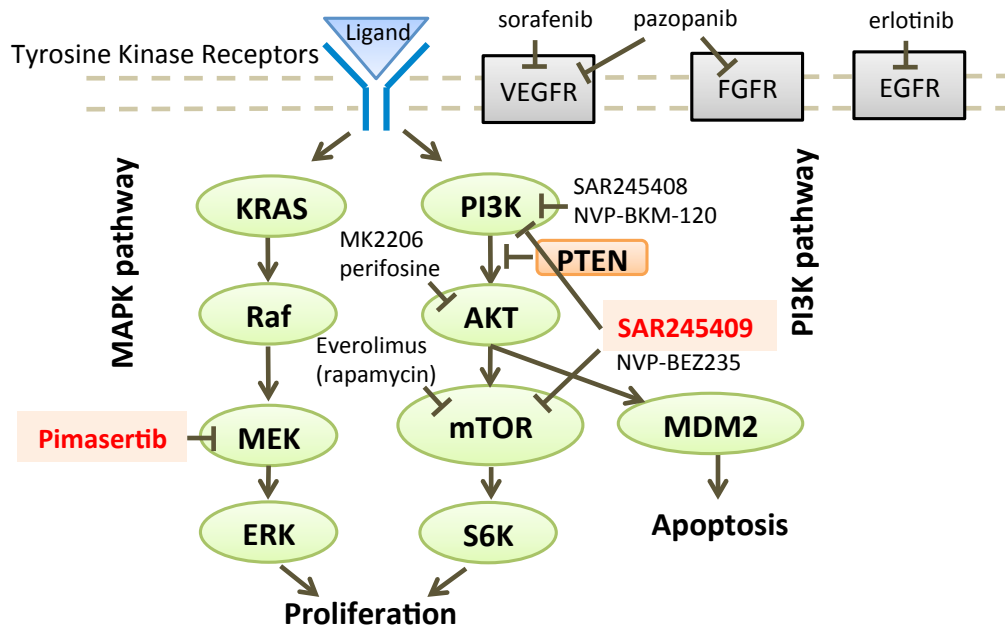 sorafenib
pazopanib
erlotinib
Ligand
Tyrosine Kinase Receptors
VEGFR
FGFR
EGFR
MAPK pathway
PI3K pathway
KRAS
PI3K
SAR245408
NVP-BKM-120
MK2206
perifosine
PTEN
Raf
AKT
SAR245409
NVP-BEZ235
Everolimus
(rapamycin)
Pimasertib
MEK
mTOR
MDM2
ERK
S6K
Apoptosis
Proliferation